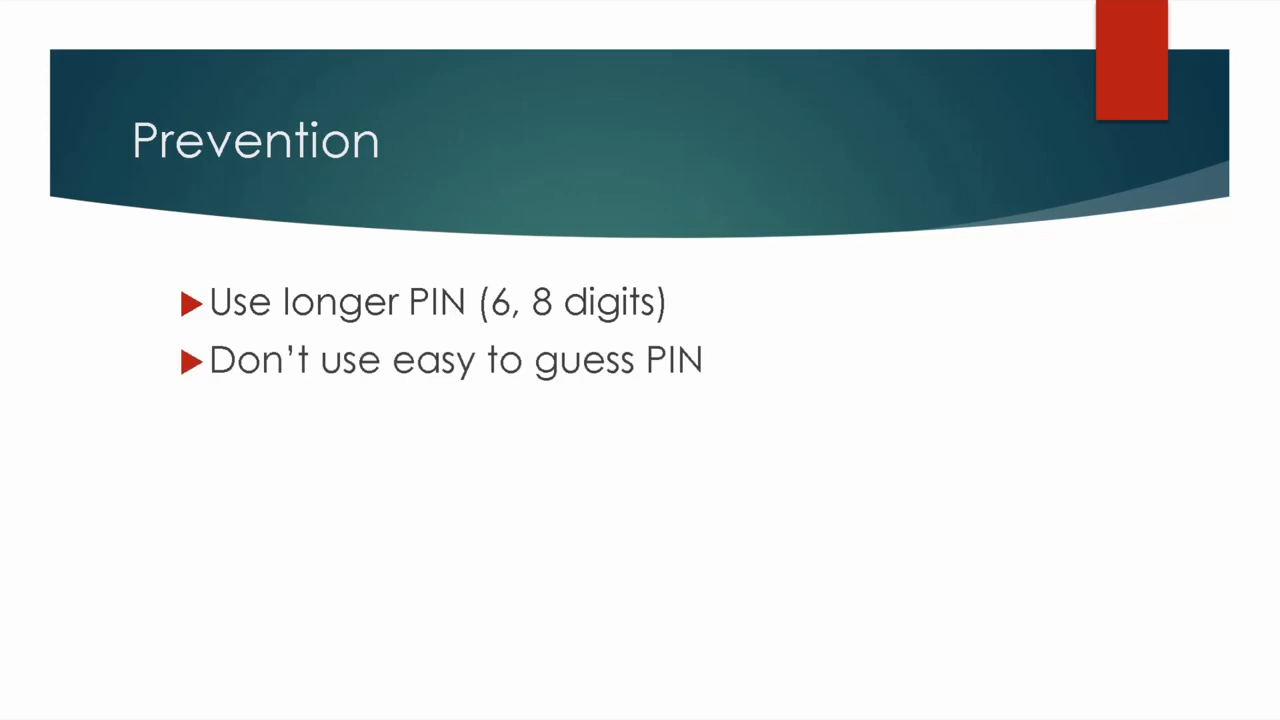 Prevention
Use longer PIN (6, 8 digits)
Don't use easy to guess PIN